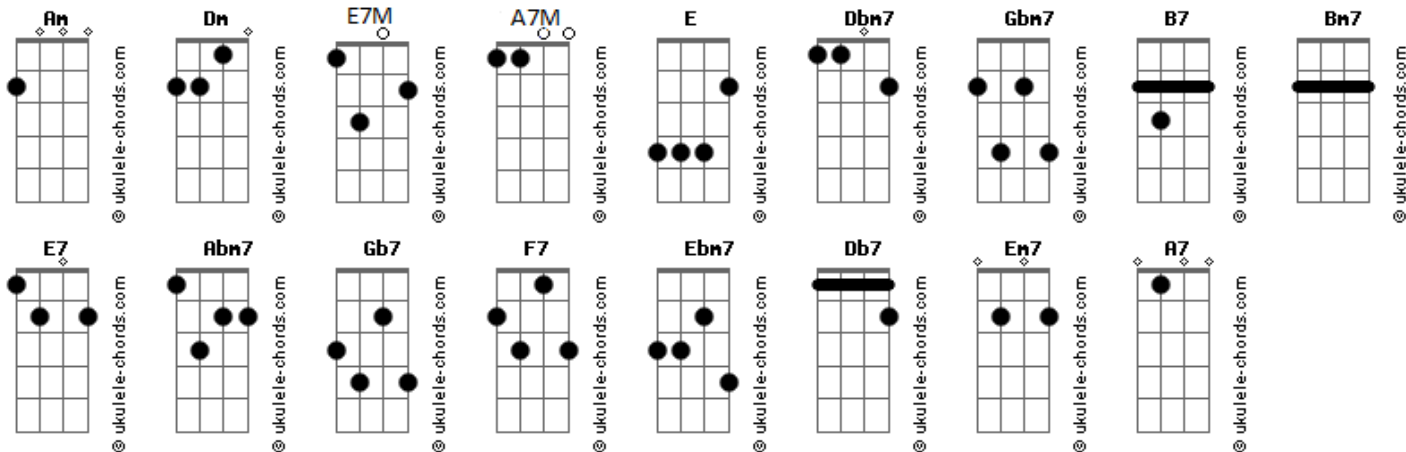 Am Dm E7M A7M E Dbm7 Gbm7 B7 Bm7
© ukulele-chords.com © ukulele-chords.com © ukulele-chords.com © ukulele-chords.com © ukulele-chords.com © ukulele-chords.com © ukulele-chords.com © ukulele-chords.com © ukulele-chords.com
E7 Abm7 Gb7 F7 Ebm7 Db7 Em7 A7
© ukulele-chords.com © ukulele-chords.com © ukulele-chords.com © ukulele-chords.com © ukulele-chords.com © ukulele-chords.com © ukulele-chords.com © ukulele-chords.com